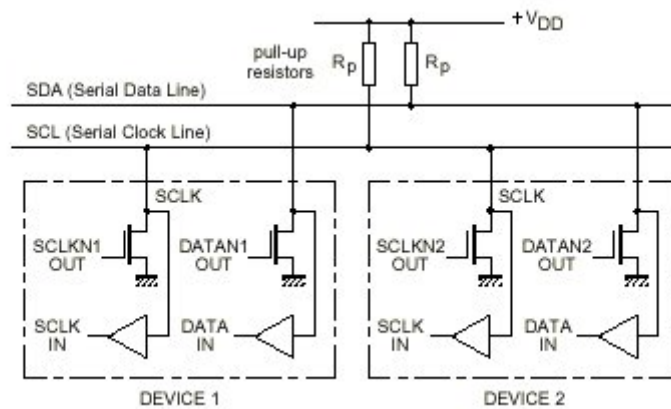 +VDD
pull-up
resistors
Rp
Rp
SDA (Serial Data Line)
SCL (Serial Clock Line)
SCLK
SCLK
SCLKN1
OUT
DATAN1
OUT
SCLKN2
OUT
DATAN2
OUT
SCLK
IN
DATA
IN
SCLK
IN
DATA
IN
DEVICE 1
DEVICE 2